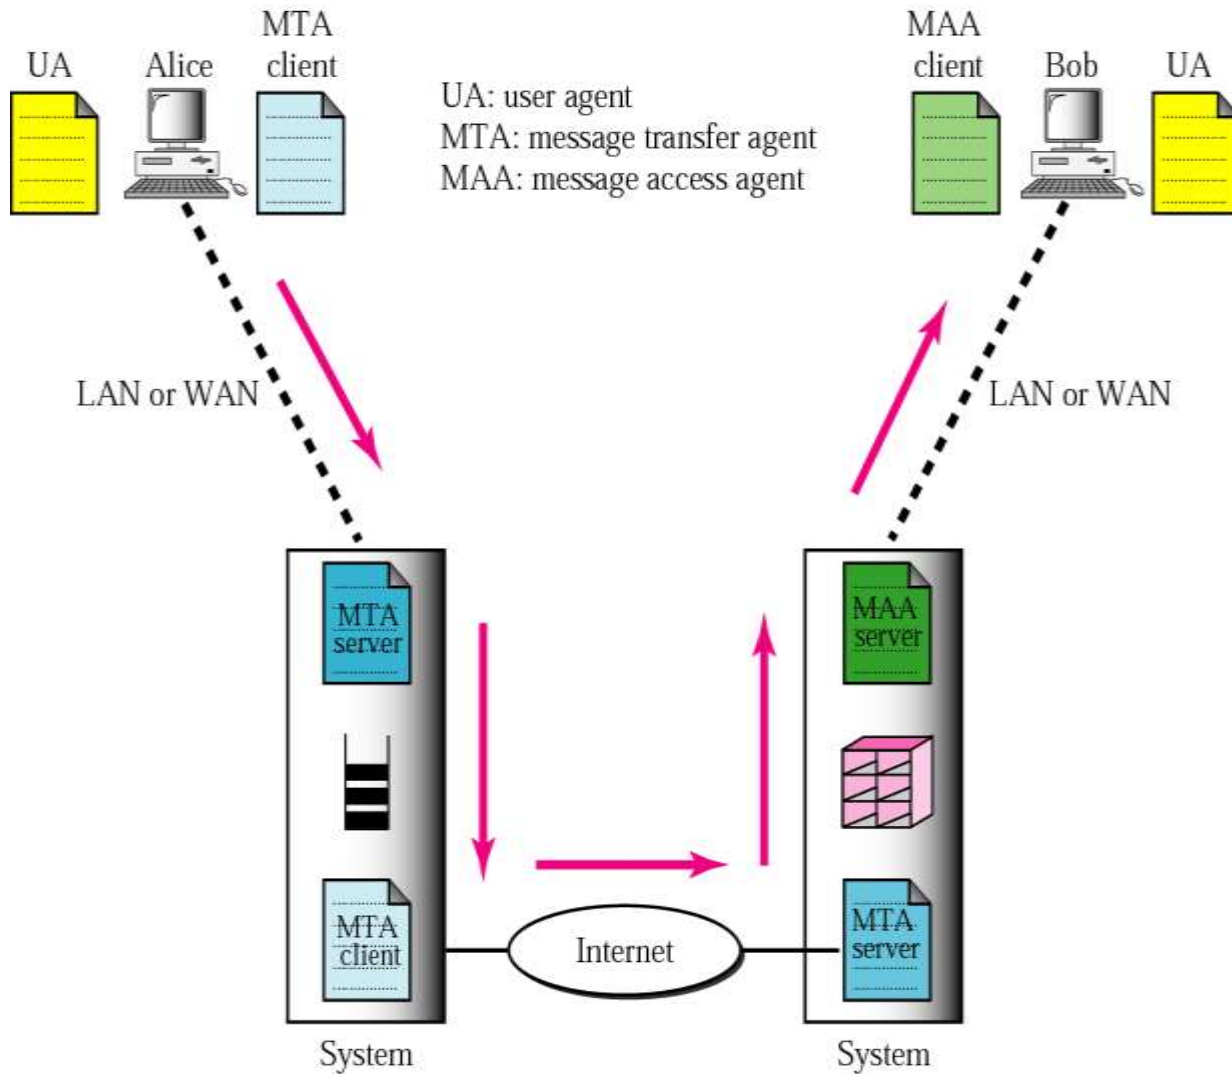 MTA
client
UA
Alice
UA: user agent
MTA: message transfer agent
MAA: message access agent
MAA
client
Bob
UA
LAN or WAN
LAN or WAN
MTA
server
MAA
server
MTA
client
Internet
MTA
server
System
System